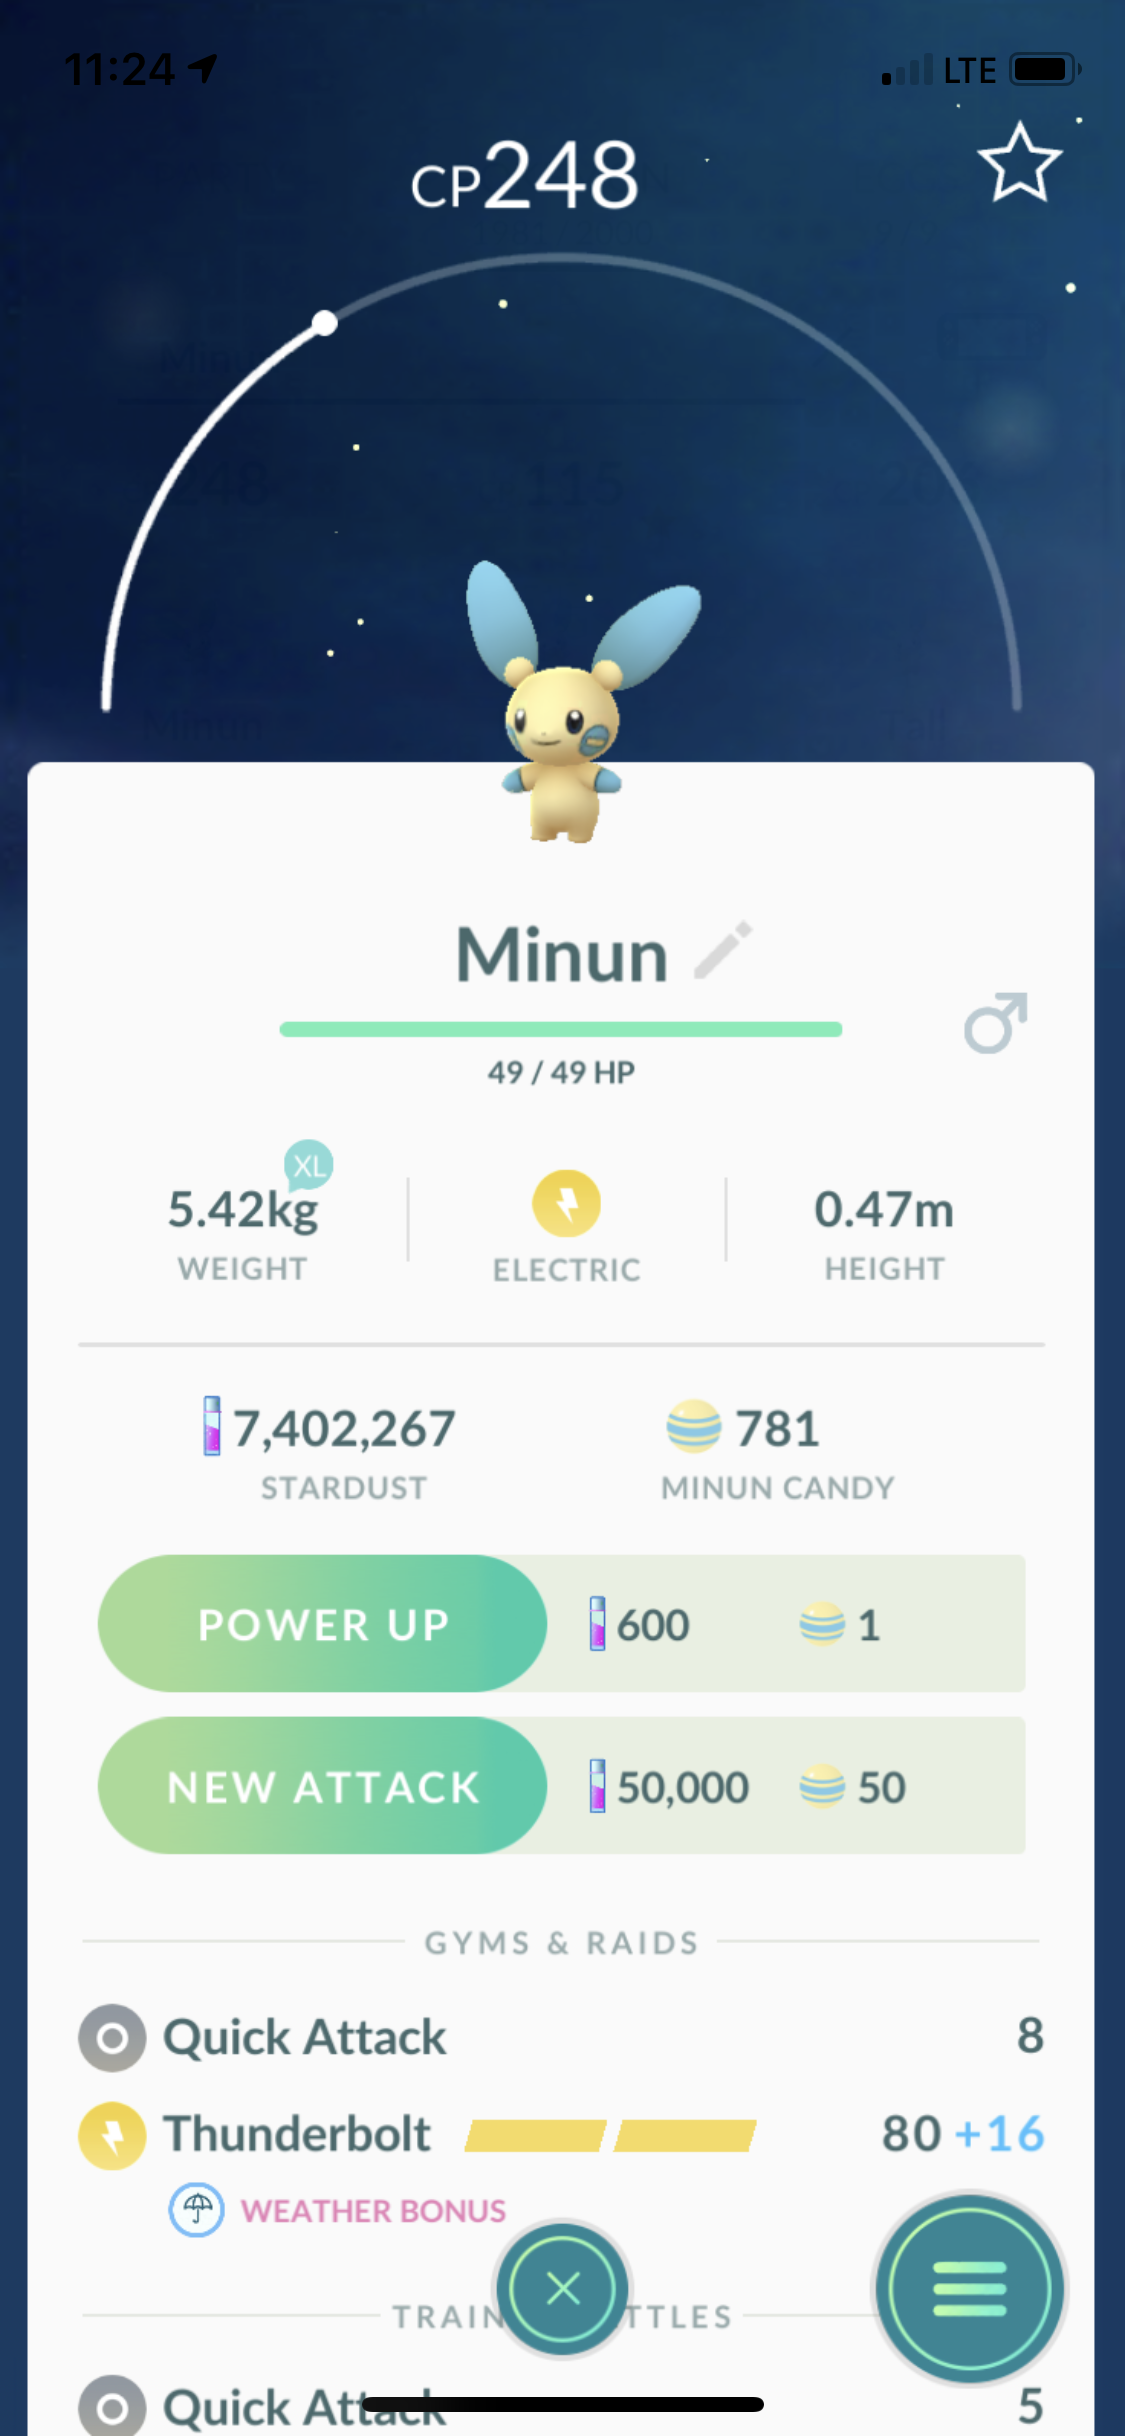 11:24 LTE
CP248
Minun
49 / 49 HP
XL
5.42kg 0.47m
WEIGHT ELECTRIC HEIGHT
7,402,267 781
STARDUST MINUN CANDY
POWER UP 600 1
NEW ATTACK 50,000 50
GYMS & RAIDS
Quick Attack 8
Thunderbolt 80 +16
WEATHER BONUS
Quick Attack 5